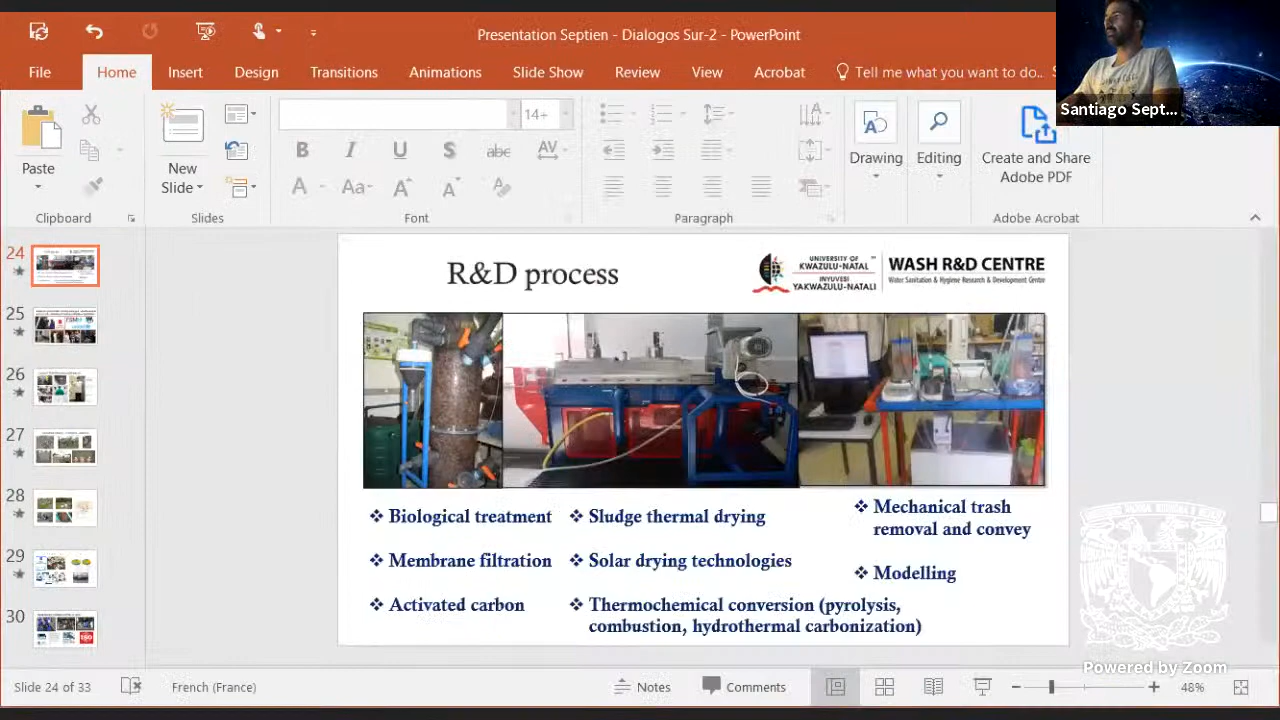 Presentation Septien - Dialogos Sur-2 - PowerPoint
File Home Insert Design Transitions Animations Slide Show Review View Acrobat Tell me what you want to do..
Santiago Sept...
14+
Paste
New
Slide
Drawing
Editing
Create and Share
Adobe PDF
Clipboard
Slides
Font
Paragraph
Adobe Acrobat
24
25
26
27
28
29
30
R&D process
UNIVERSITY OF
KWAZULU-NATAL
INYUVESI
YAKWAZULU-NATALI
WASH R&D CENTRE
Water Sanitation & Hygiene Research & Development Centre
❖ Biological treatment
❖ Membrane filtration
❖ Activated carbon
❖ Sludge thermal drying
❖ Solar drying technologies
❖ Thermochemical conversion (pyrolysis,
combustion, hydrothermal carbonization)
❖ Mechanical trash
removal and convey
❖ Modelling
Powered by Zoom
Slide 24 of 33
French (France)
Notes
Comments
48%